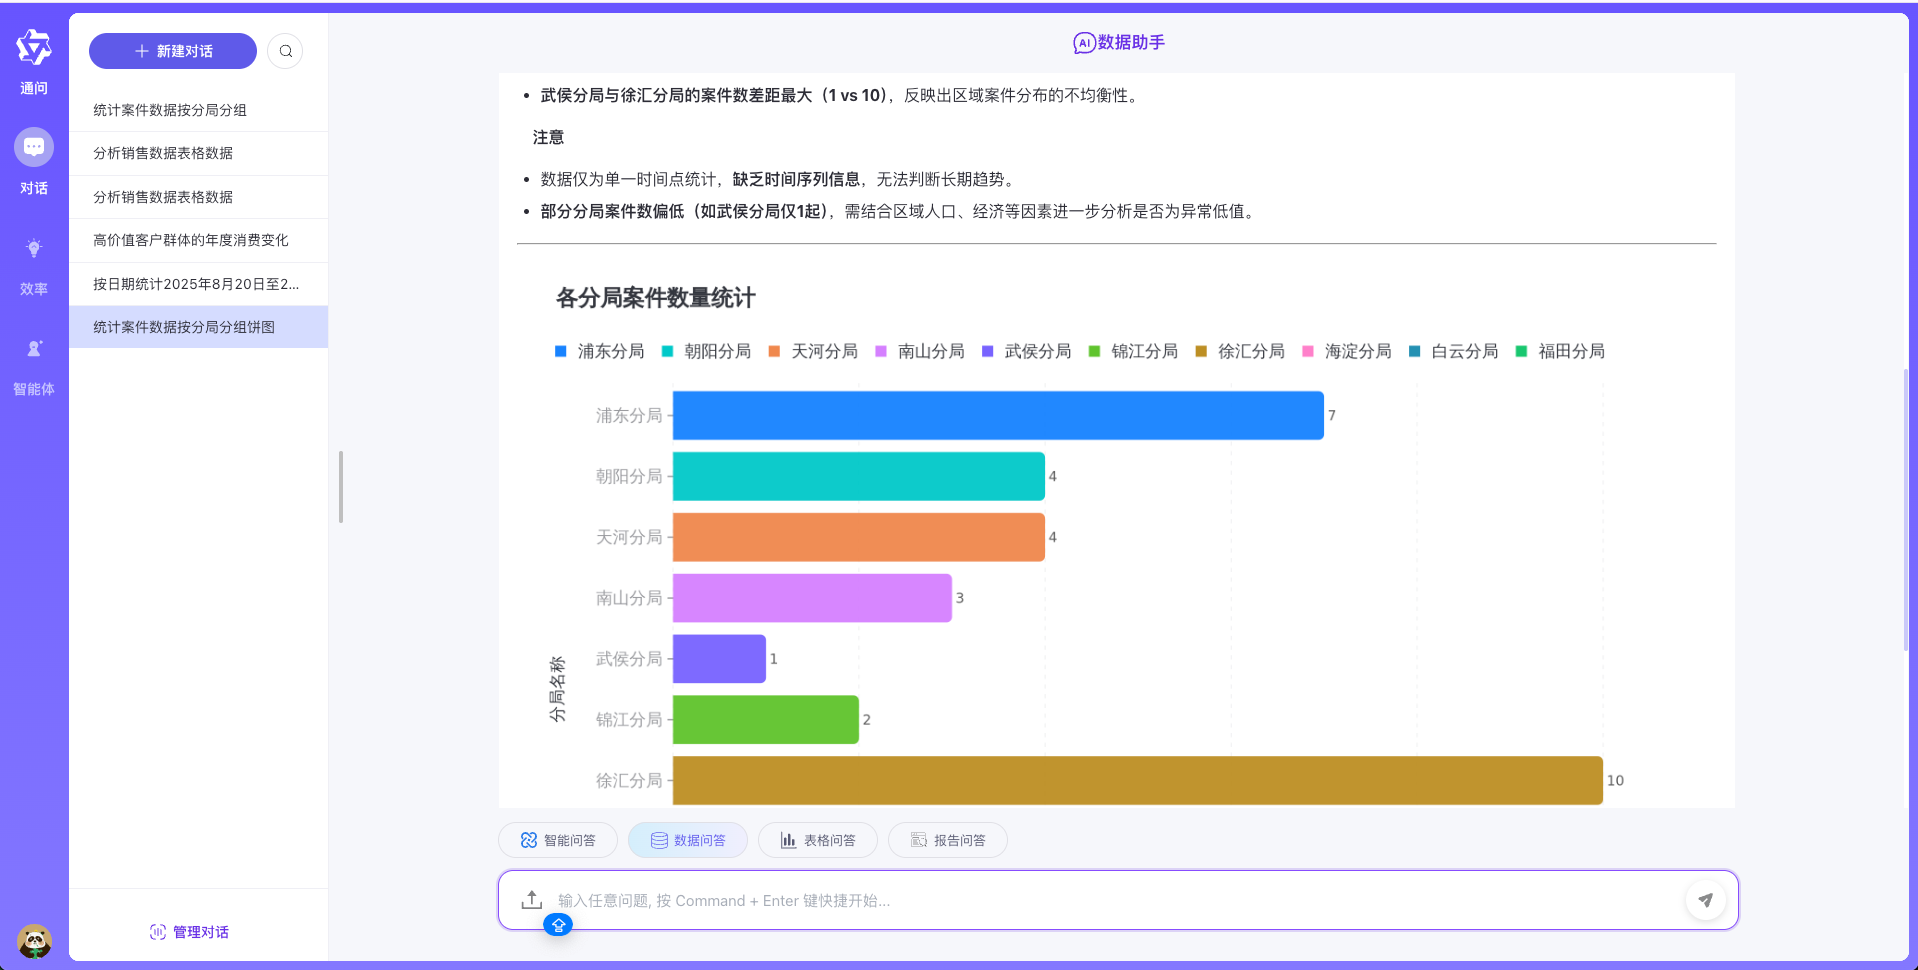 通问
对话
效率
智能体
新建对话
统计案件数据按分局分组
分析销售数据表格数据
分析销售数据表格数据
高价值客户群体的年度消费变化
按日期统计2025年8月20日至2...
统计案件数据按分局分组饼图
管理对话
AI数据助手
• 武侯分局与徐汇分局的案件数差距最大（1 vs 10），反映出区域案件分布的不均衡性。
注意
• 数据仅为单一时间点统计，缺乏时间序列信息，无法判断长期趋势。
• 部分分局案件数偏低（如武侯分局仅1起），需结合区域人口、经济等因素进一步分析是否为异常低值。
各分局案件数量统计
浦东分局 朝阳分局 天河分局 南山分局 武侯分局 锦江分局 徐汇分局 海淀分局 白云分局 福田分局
浦东分局 7
朝阳分局 4
天河分局 4
南山分局 3
武侯分局 1
锦江分局 2
徐汇分局 10
分局名称
智能问答 数据问答 表格问答 报告问答
输入任意问题, 按 Command + Enter 键快捷开始...